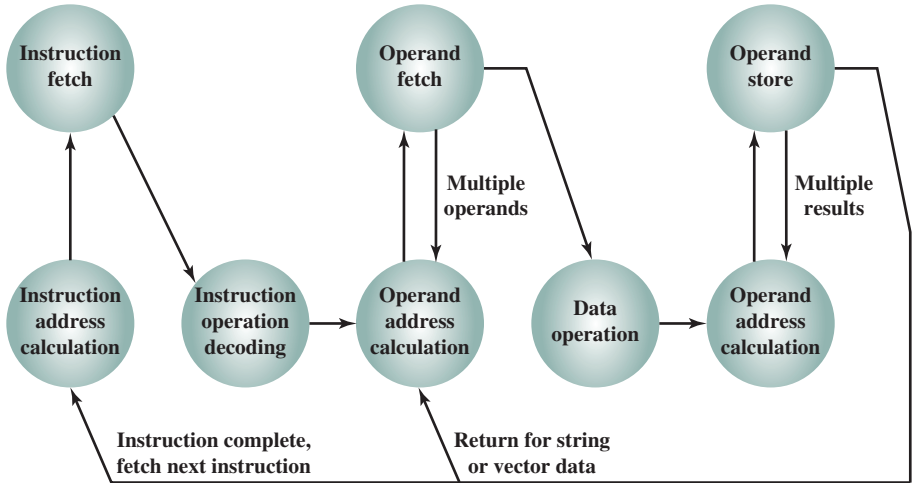 Instruction
fetch
Operand
fetch
Operand
store
Multiple
operands
Multiple
results
Instruction
address
calculation
Instruction
operation
decoding
Operand
address
calculation
Data
operation
Operand
address
calculation
Instruction complete,
fetch next instruction
Return for string
or vector data